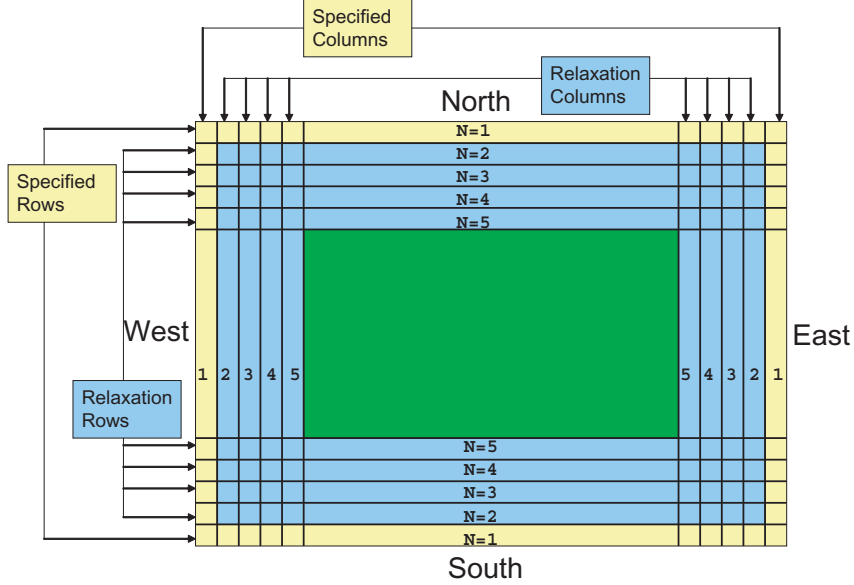 Specified
Columns
Relaxation
Columns
North
N=1
N=2
N=3
N=4
N=5
Specified
Rows
West
East
1 2 3 4 5
5 4 3 2 1
Relaxation
Rows
N=5
N=4
N=3
N=2
N=1
South